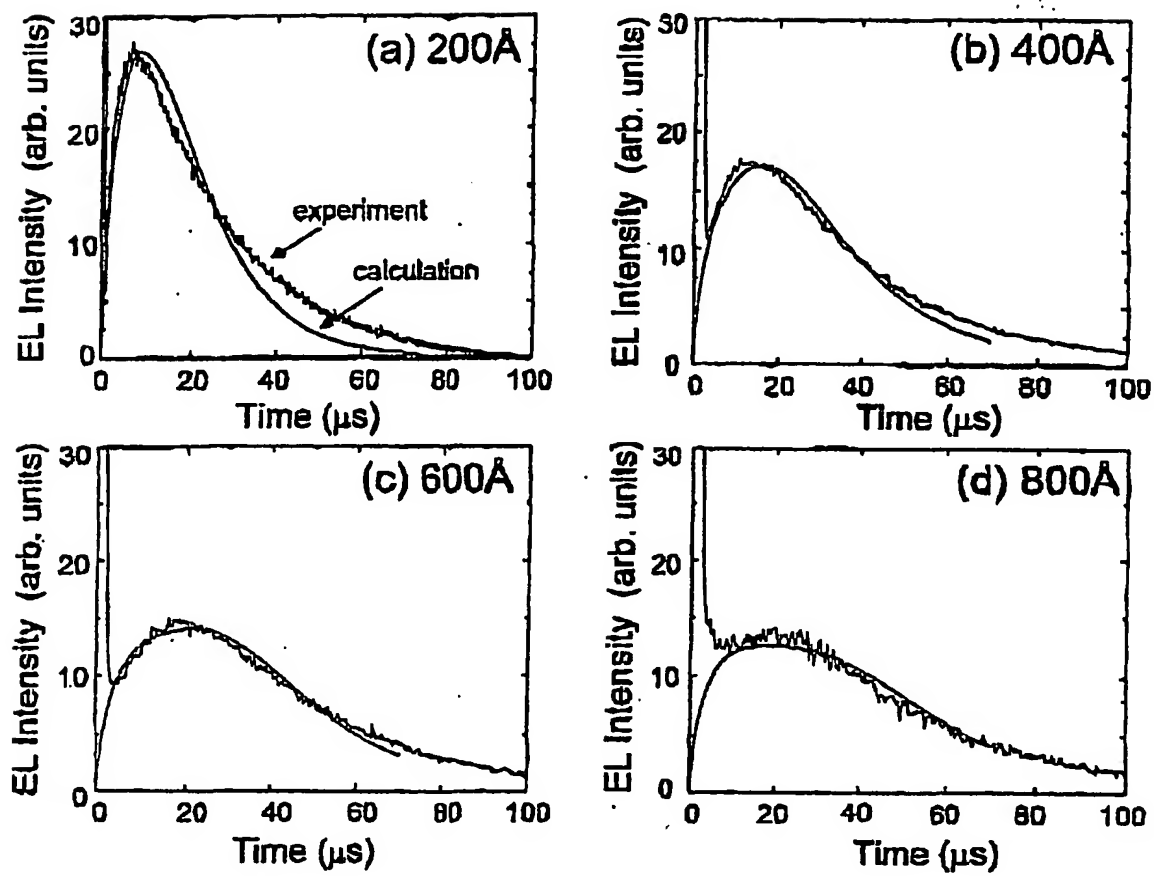 (a) 200Å
EL Intensity (arb. units)
30
20
10
0
experiment
calculation
0 20 40 60 80 100
Time (μs)
(b) 400Å
EL Intensity (arb. units)
30
20
10
0
0 20 40 60 80 100
Time (μs)
(c) 600Å
EL Intensity (arb. units)
30
20
1.0
0
0 20 40 60 80 100
Time (μs)
(d) 800Å
EL Intensity (arb. units)
30
20
10
0
0 20 40 60 80 100
Time (μs)